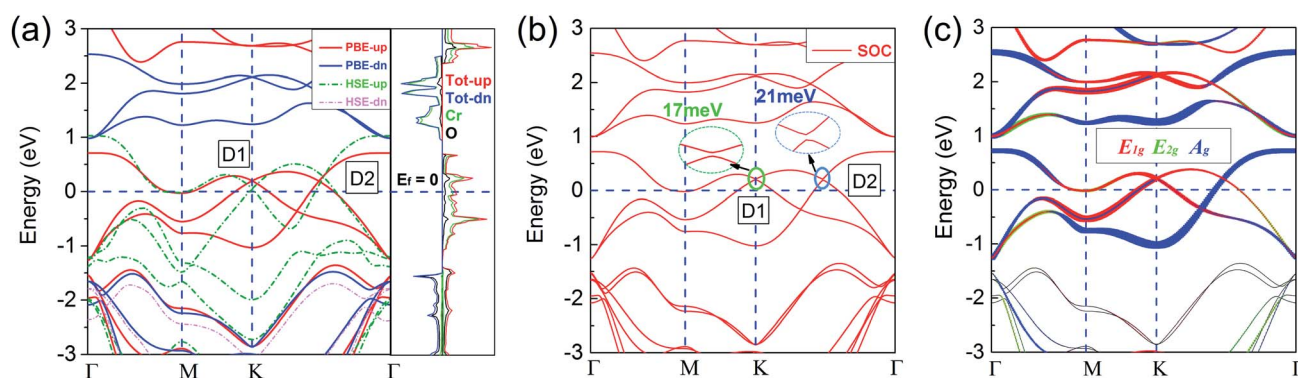 (a)
Energy (eV)
3
2
1
0
-1
-2
-3
Γ
M
K
Γ
PBE-up
PBE-dn
HSE-up
HSE-dn
D1
D2
Tot-up
Tot-dn
Cr
O
Ef = 0
(b)
Energy (eV)
3
2
1
0
-1
-2
-3
Γ
M
K
Γ
SOC
17meV
21meV
D1
D2
(c)
Energy (eV)
3
2
1
0
-1
-2
-3
Γ
M
K
E1g E2g Ag